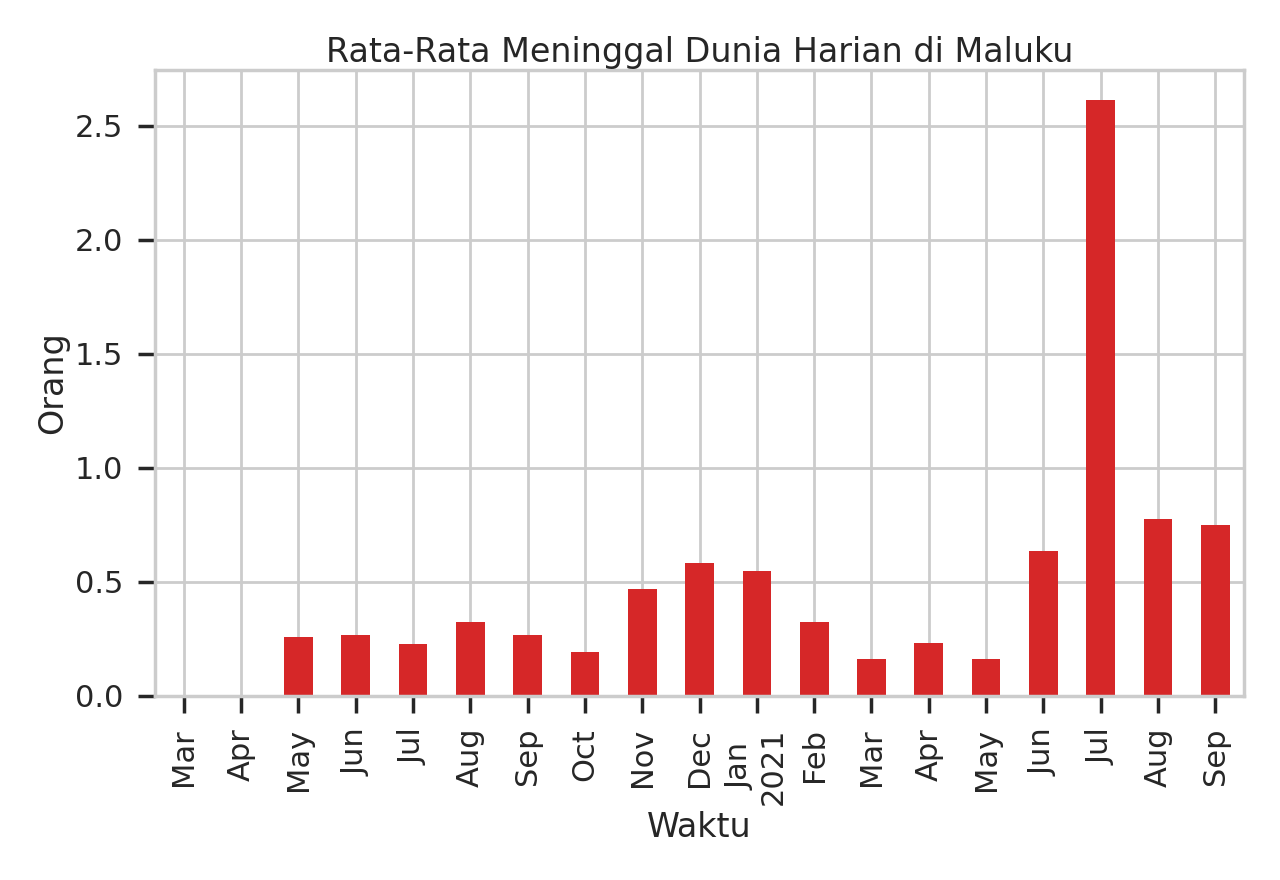 Rata-Rata Meninggal Dunia Harian di Maluku
Orang
2.5
2.0
1.5
1.0
0.5
0.0
Mar
Apr
May
Jun
Jul
Aug
Sep
Oct
Nov
Dec
Jan
2021
Feb
Mar
Apr
May
Jun
Jul
Aug
Sep
Waktu